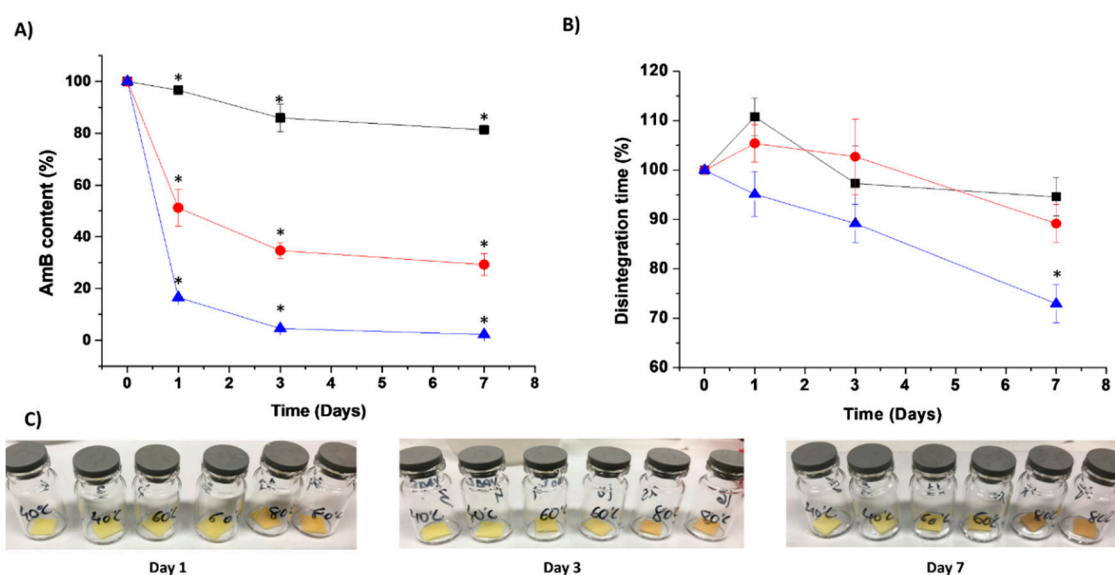 A)
100
80
60
40
20
0
AmB content (%)
0 1 2 3 4 5 6 7 8
Time (Days)
*
*
*
*
*
*
*
*
*
B)
120
110
100
90
80
70
60
Disintegration time (%)
0 1 2 3 4 5 6 7 8
Time (Days)
*
C)
40°C 40°C 60°C 60° 80°C
40°C 40°C 60°C 60°C 80°C 80°C
40°C 40°C 60°C 60°C 80°C 80°
Day 1
Day 3
Day 7